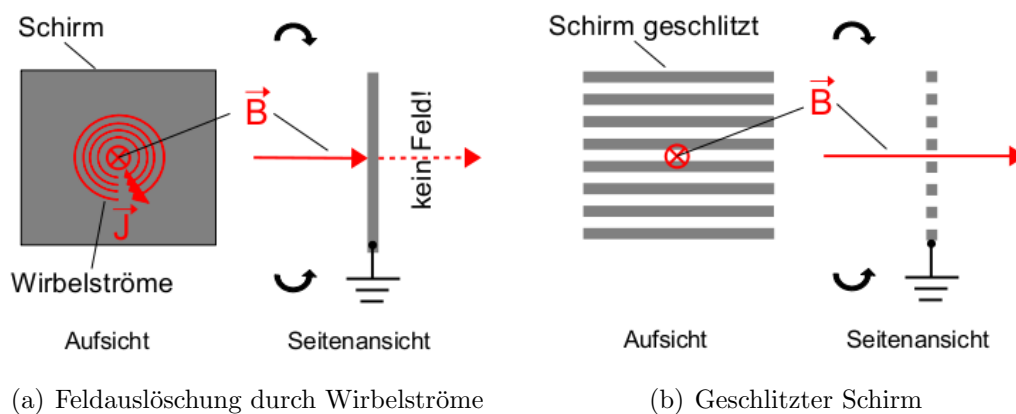 Schirm
B
kein Feld!
J
Wirbelströme
Aufsicht
Seitenansicht
(a) Feldauslöschung durch Wirbelströme
Schirm geschlitzt
B
Aufsicht
Seitenansicht
(b) Geschlitzter Schirm